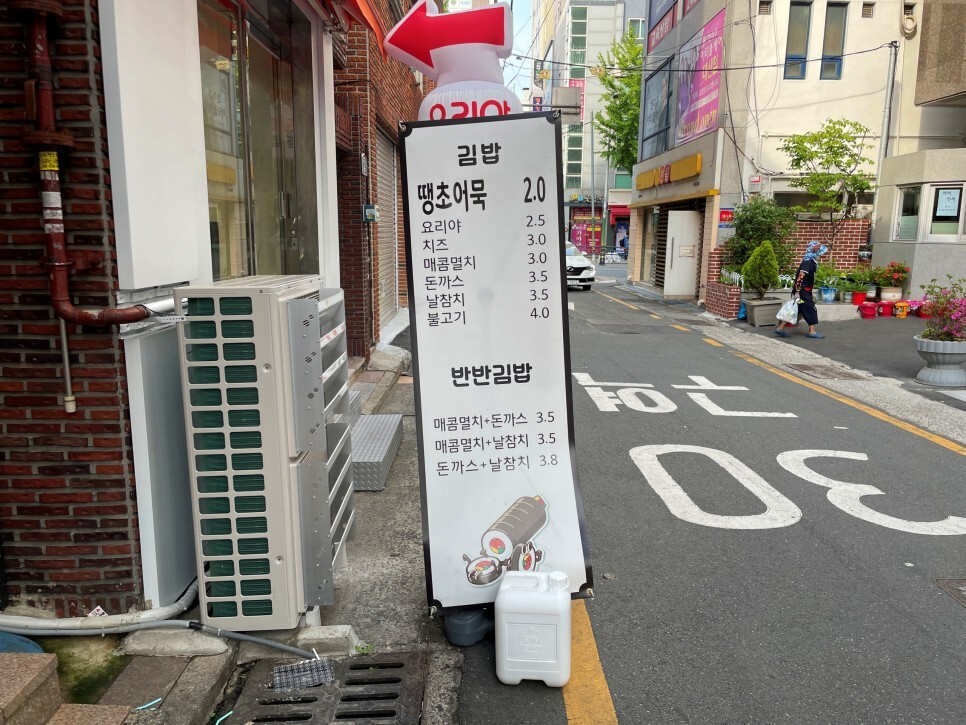 요리야
김밥
땡초어묵 2.0
요리야 2.5
치즈 3.0
매콤멸치 3.0
돈까스 3.5
날참치 3.5
불고기 4.0
반반김밥
매콤멸치+돈까스 3.5
매콤멸치+날참치 3.5
돈까스+날참치 3.8
30